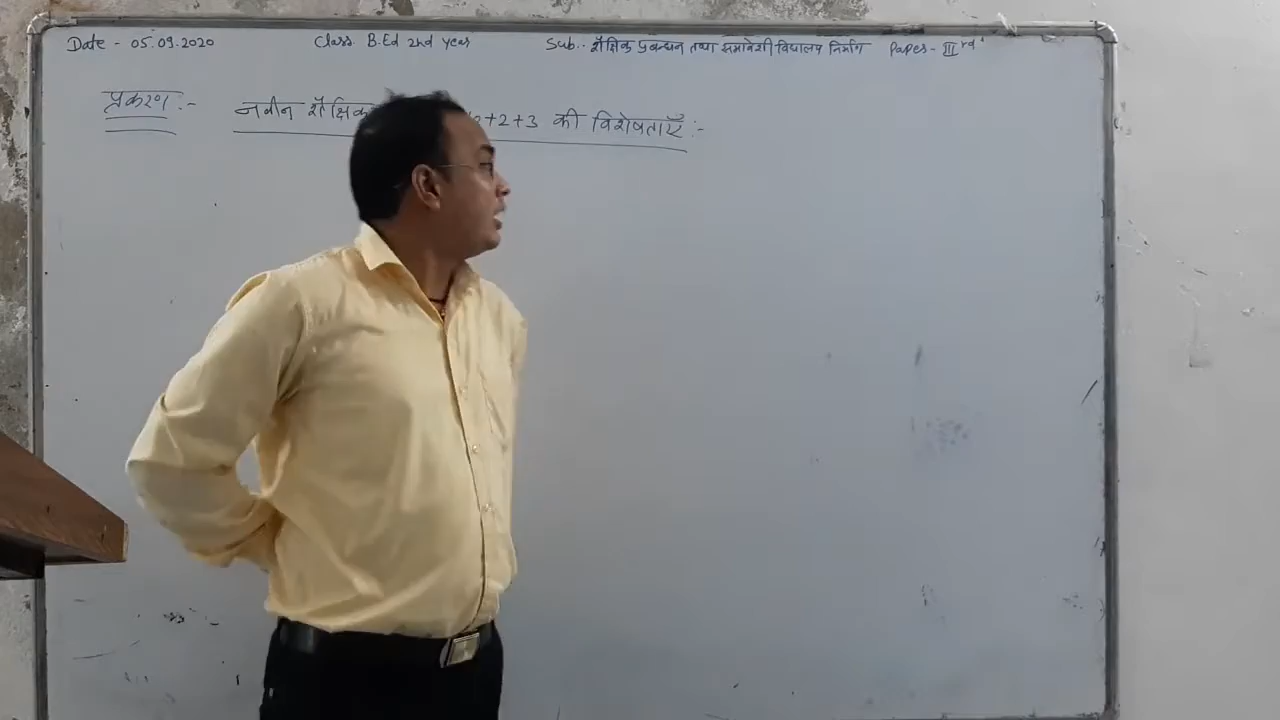 Date - 05.09.2020 Class. B.Ed 2nd Year Sub.. शैक्षिक प्रबन्धन तथा समावेशी विद्यालय निर्माण Paper - III rd
प्रकरण :- नवीन शैक्षिक +2+3 की विशेषताएँ :-